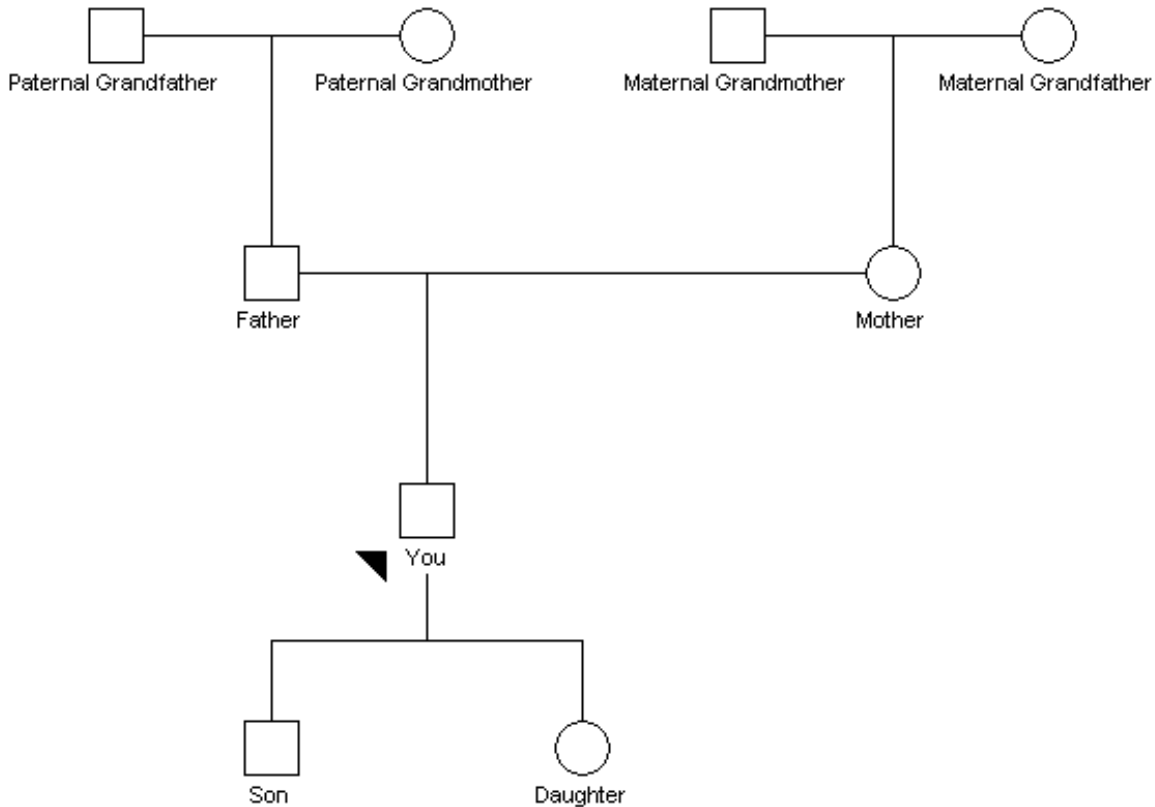 Paternal Grandfather
Paternal Grandmother
Maternal Grandmother
Maternal Grandfather
Father
Mother
You
Son
Daughter